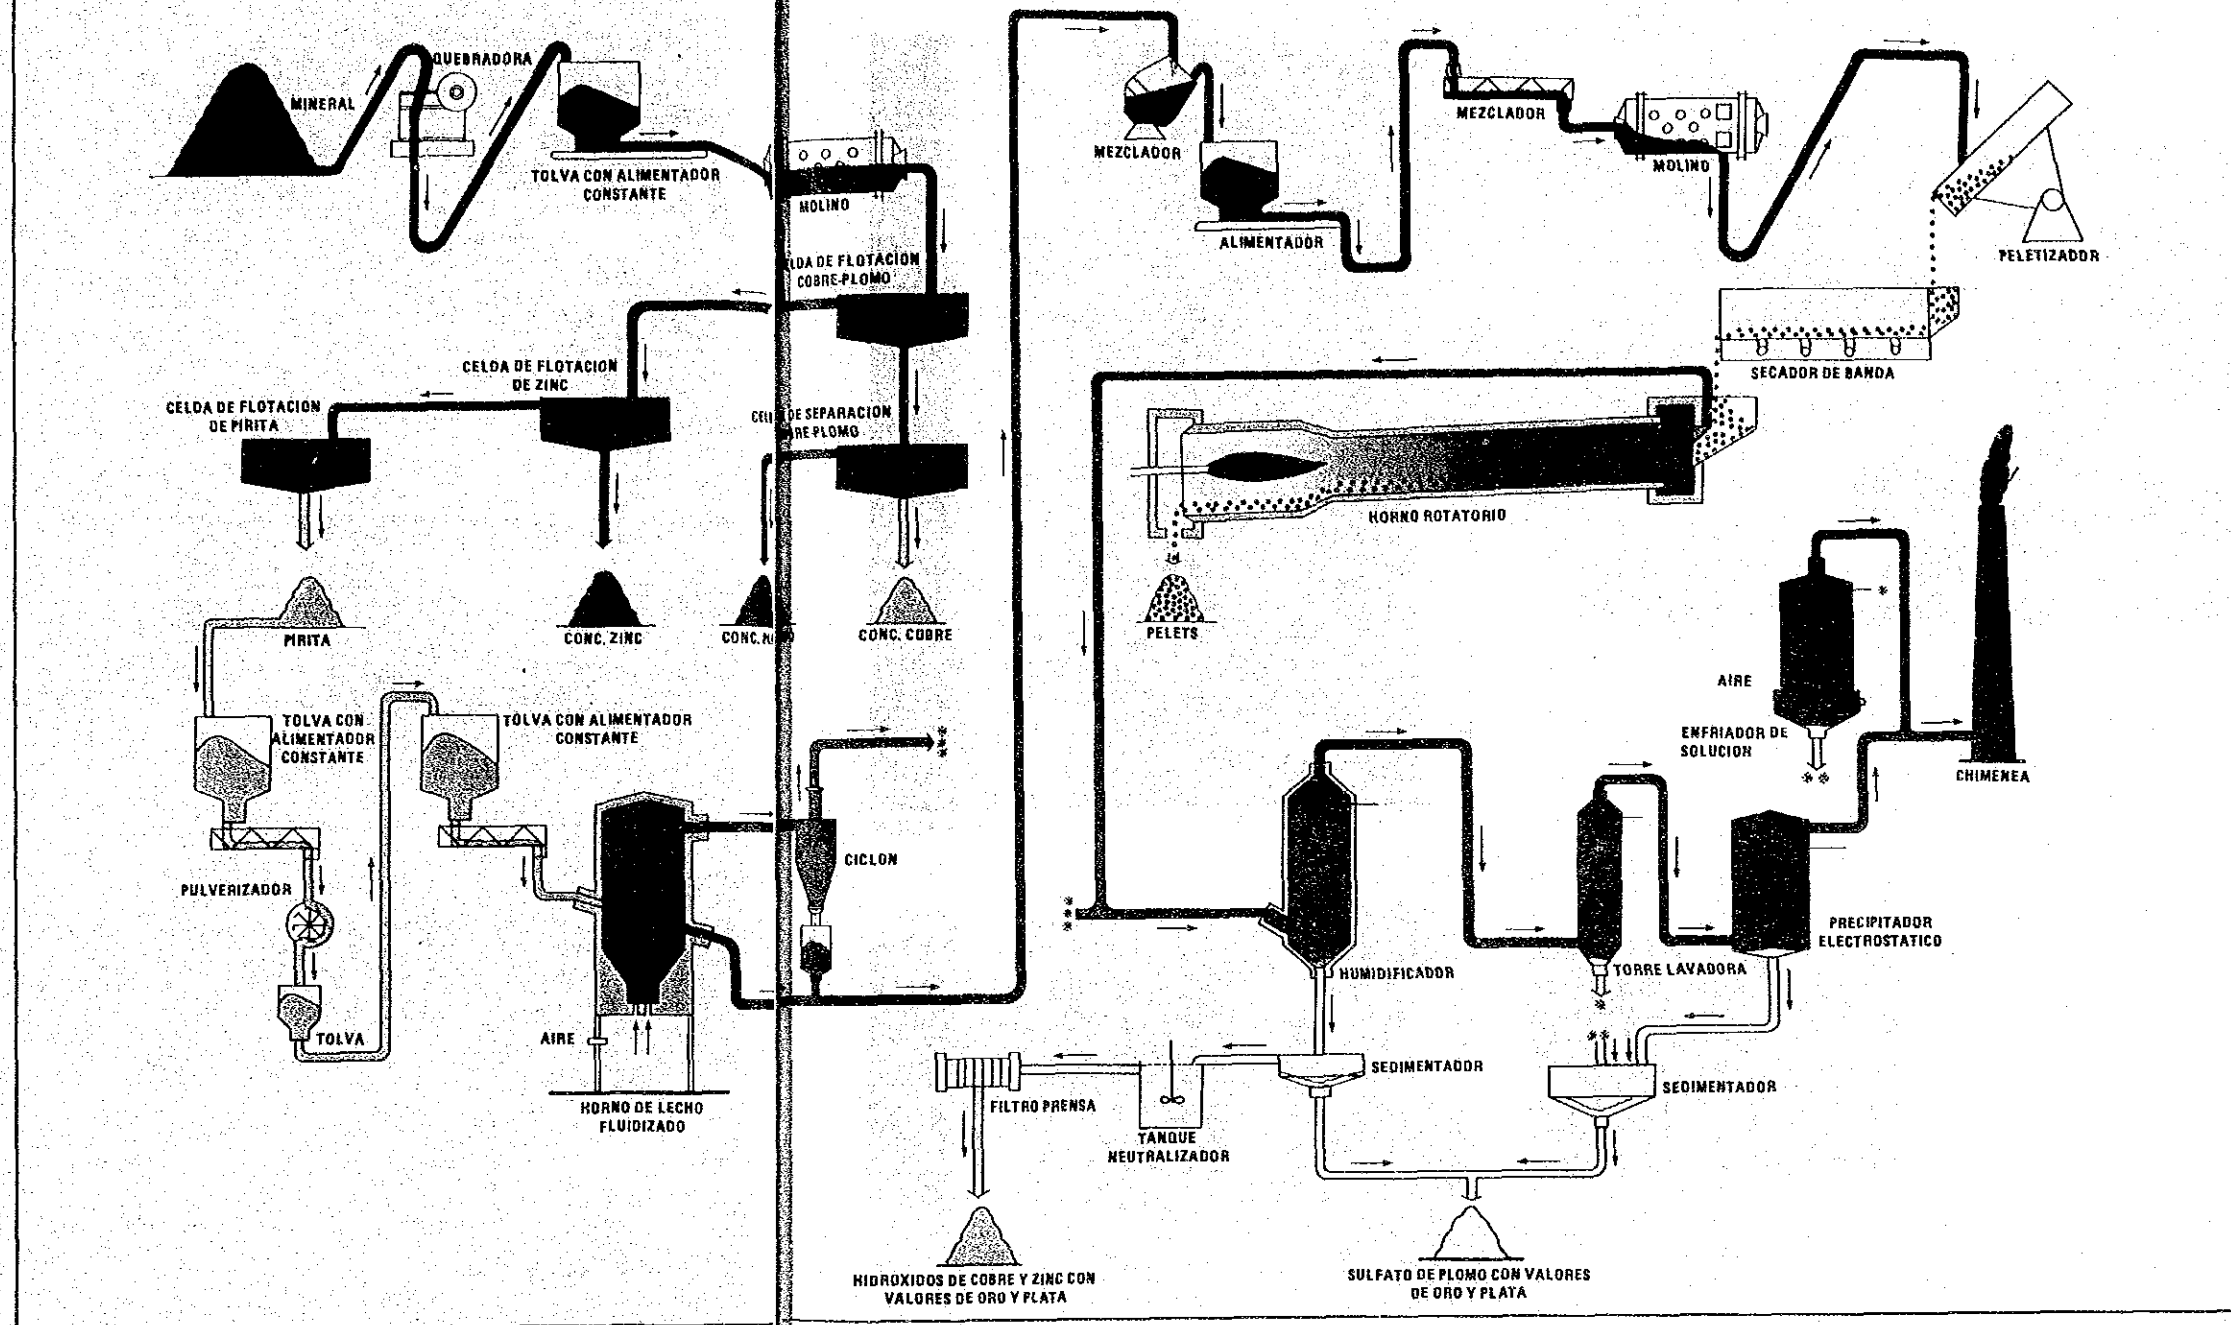 QUEBRADORA
MINERAL
TOLVA CON ALIMENTADOR
CONSTANTE
MOLINO
MEZCLADOR
ALIMENTADOR
MEZCLADOR
MOLINO
PELETIZADOR
DE FLOTACION
COBRE-PLOMO
CELDA DE FLOTACION
DE ZINC
CELDA DE FLOTACION
DE PIRITA
DE SEPARACION
PLOMO
SECADOR DE BANDA
HORNO ROTATORIO
PIRITA
CONC. ZINC
CONC.
CONC. COBRE
PELETS
TOLVA CON
ALIMENTADOR
CONSTANTE
TOLVA CON ALIMENTADOR
CONSTANTE
AIRE
ENFRIADOR DE
SOLUCION
CHIMENEA
PULVERIZADOR
CICLON
PRECIPITADOR
ELECTROSTATICO
HUMIDIFICADOR
TORRE LAVADORA
TOLVA
AIRE
HORNO DE LECHO
FLUIDIZADO
FILTRO PRENSA
TANQUE
NEUTRALIZADOR
SEDIMENTADOR
SEDIMENTADOR
HIDROXIDOS DE COBRE Y ZINC CON
VALORES DE ORO Y PLATA
SULFATO DE PLOMO CON VALORES
DE ORO Y PLATA